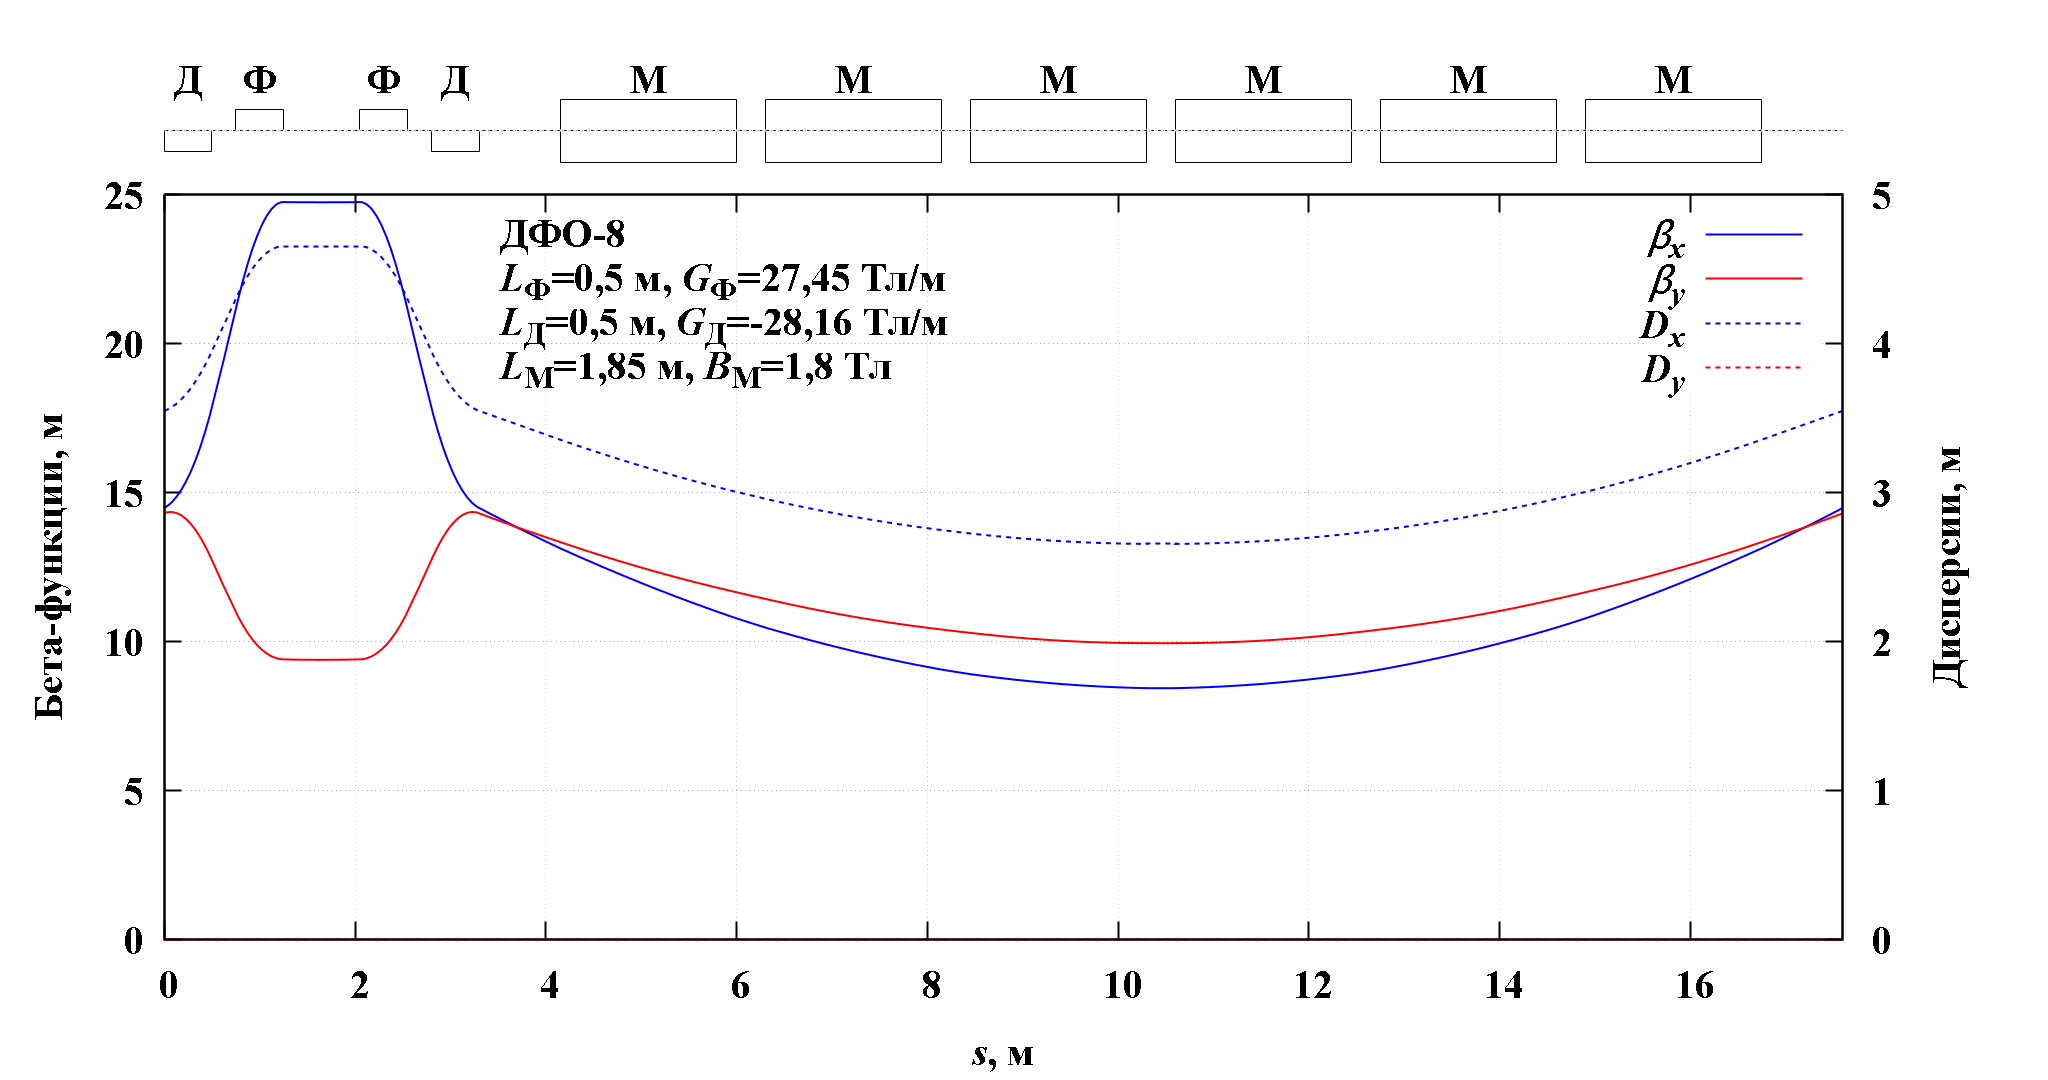 Д Ф Ф Д М М М М М М
25 5
ДФО-8 βx
LФ=0,5 м, GФ=27,45 Тл/м βy
LД=0,5 м, GД=-28,16 Тл/м Dx
LМ=1,85 м, BМ=1,8 Тл Dy
20 4
15 3
10 2
5 1
0 0
Бета-функции, м
Дисперсии, м
0 2 4 6 8 10 12 14 16
s, м